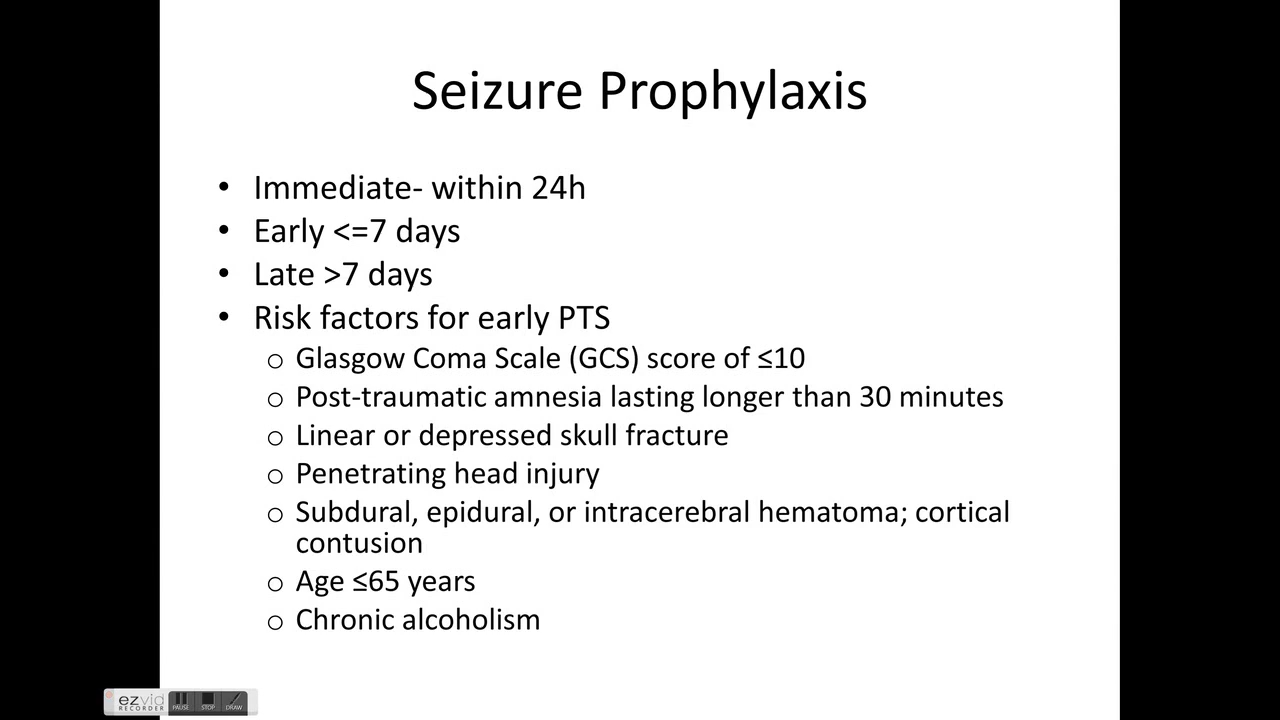 Seizure Prophylaxis
• Immediate- within 24h
• Early <=7 days
• Late >7 days
• Risk factors for early PTS
o Glasgow Coma Scale (GCS) score of ≤10
o Post-traumatic amnesia lasting longer than 30 minutes
o Linear or depressed skull fracture
o Penetrating head injury
o Subdural, epidural, or intracerebral hematoma; cortical
contusion
o Age ≤65 years
o Chronic alcoholism
ezvid
RECORDER
PAUSE STOP DRAW